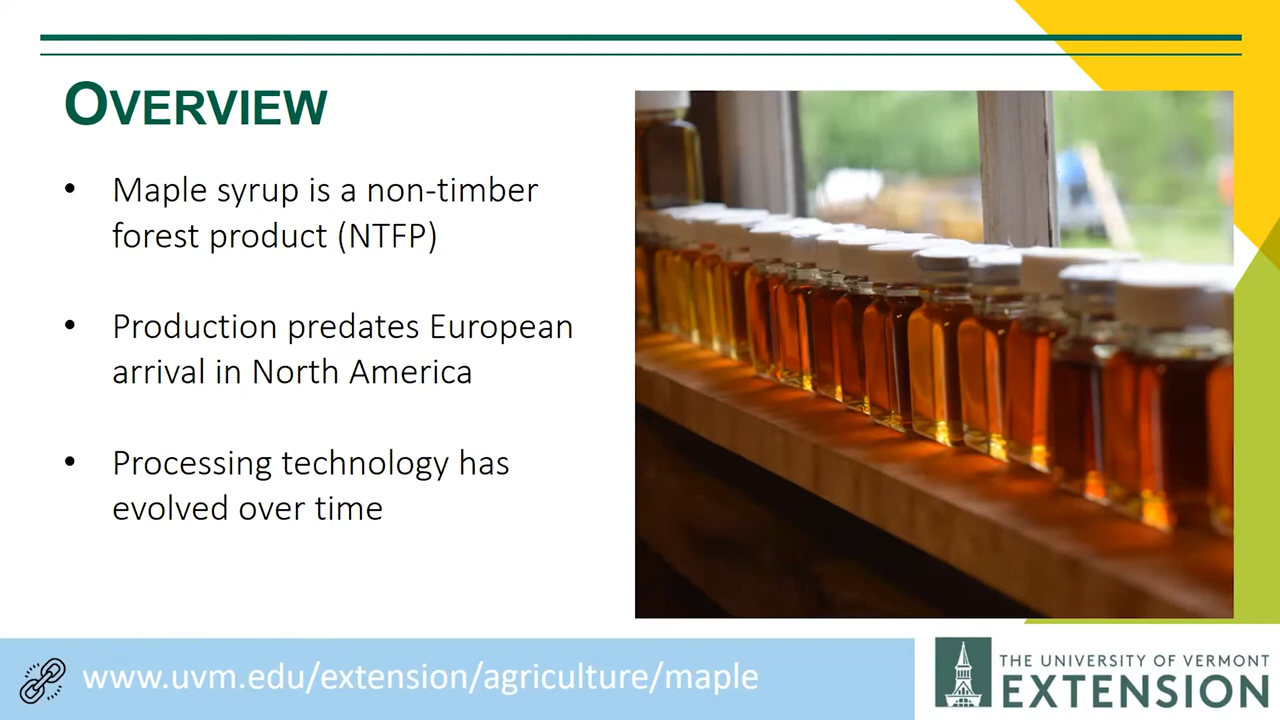 OVERVIEW
• Maple syrup is a non-timber
forest product (NTFP)
• Production predates European
arrival in North America
• Processing technology has
evolved over time
www.uvm.edu/extension/agriculture/maple
THE UNIVERSITY OF VERMONT
EXTENSION